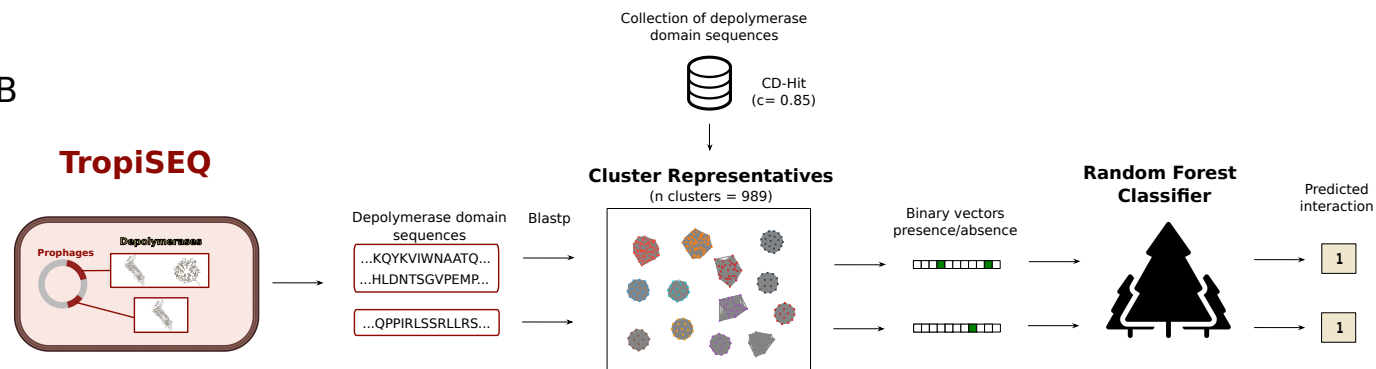 B
TropiSEQ
Prophages
Depolymerases
Depolymerase domain
sequences
...KQYKVIWNAATQ...
...HLDNTSGVPEMP...
...QPPIRLSSRLLRS...
Blastp
Collection of depolymerase
domain sequences
CD-Hit
(c= 0.85)
Cluster Representatives
(n clusters = 989)
Binary vectors
presence/absence
Random Forest
Classifier
Predicted
interaction
1
1